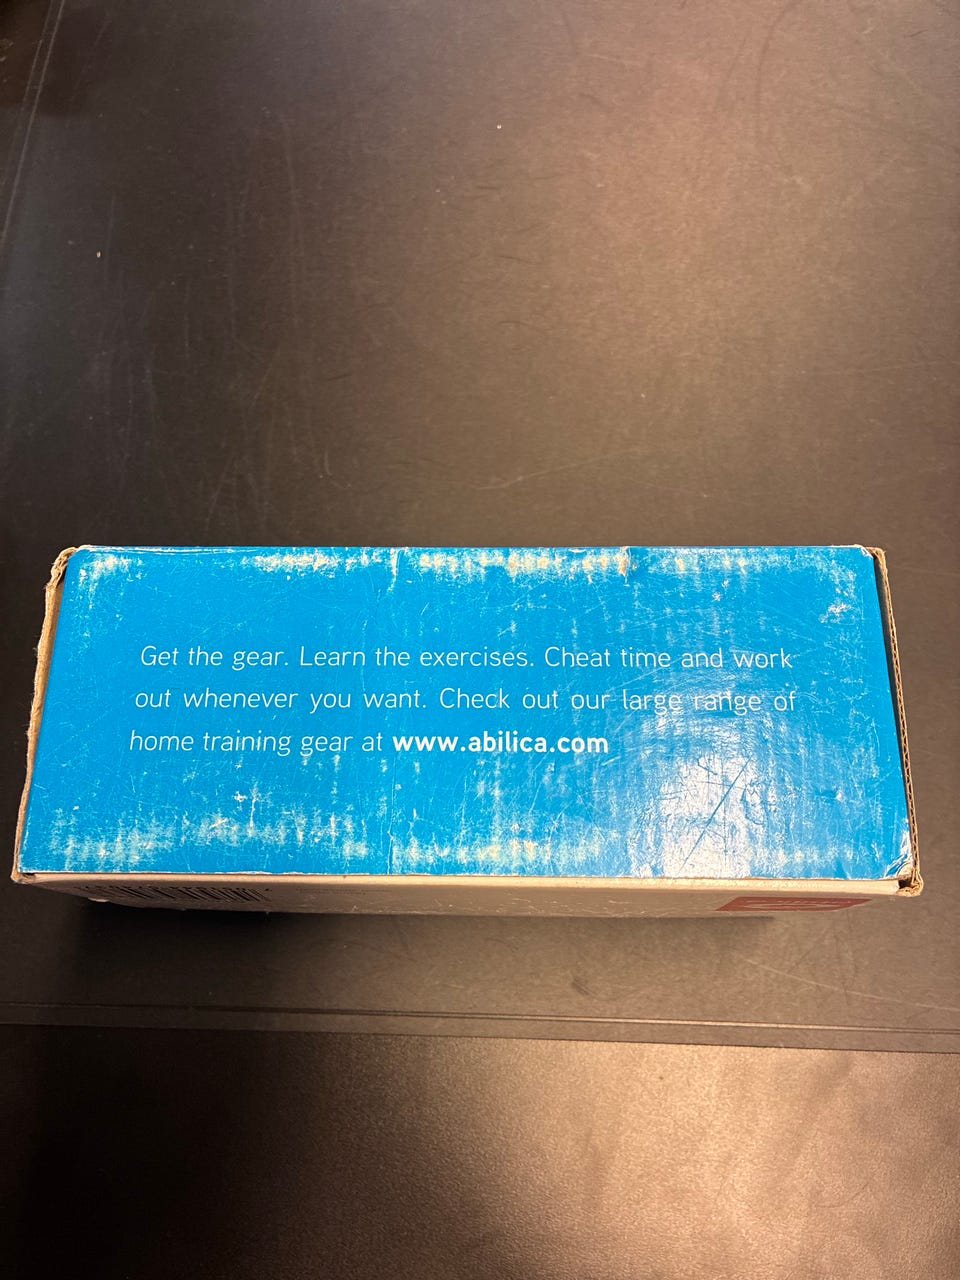 Get the gear. Learn the exercises. Cheat time and work
out whenever you want. Check out our large range of
home training gear at www.abilica.com